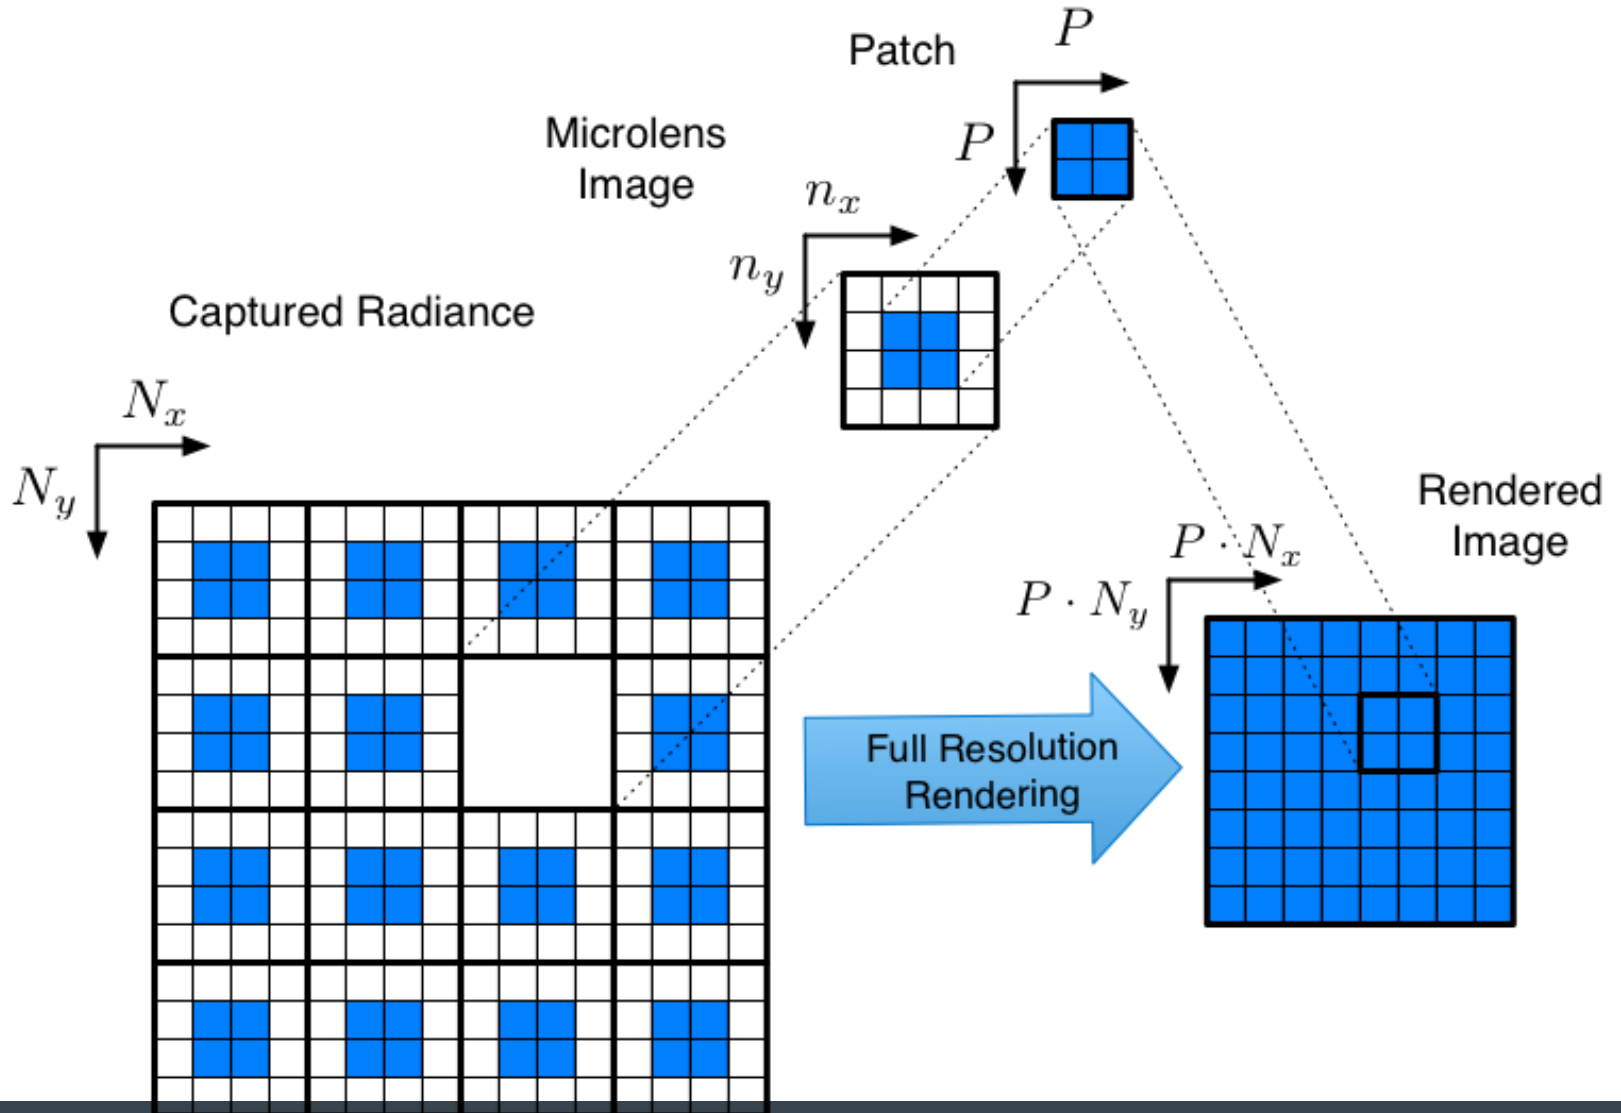 Patch
P
P
Microlens
Image
n_x
n_y
Captured Radiance
N_x
N_y
Rendered
Image
P · N_x
P · N_y
Full Resolution
Rendering